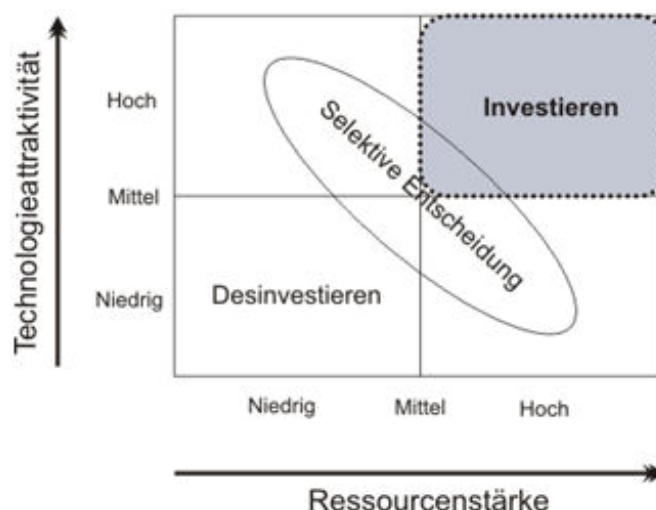 Technologieattraktivität
Hoch
Mittel
Niedrig
Investieren
Selektive Entscheidung
Desinvestieren
Niedrig
Mittel
Hoch
Ressourcenstärke